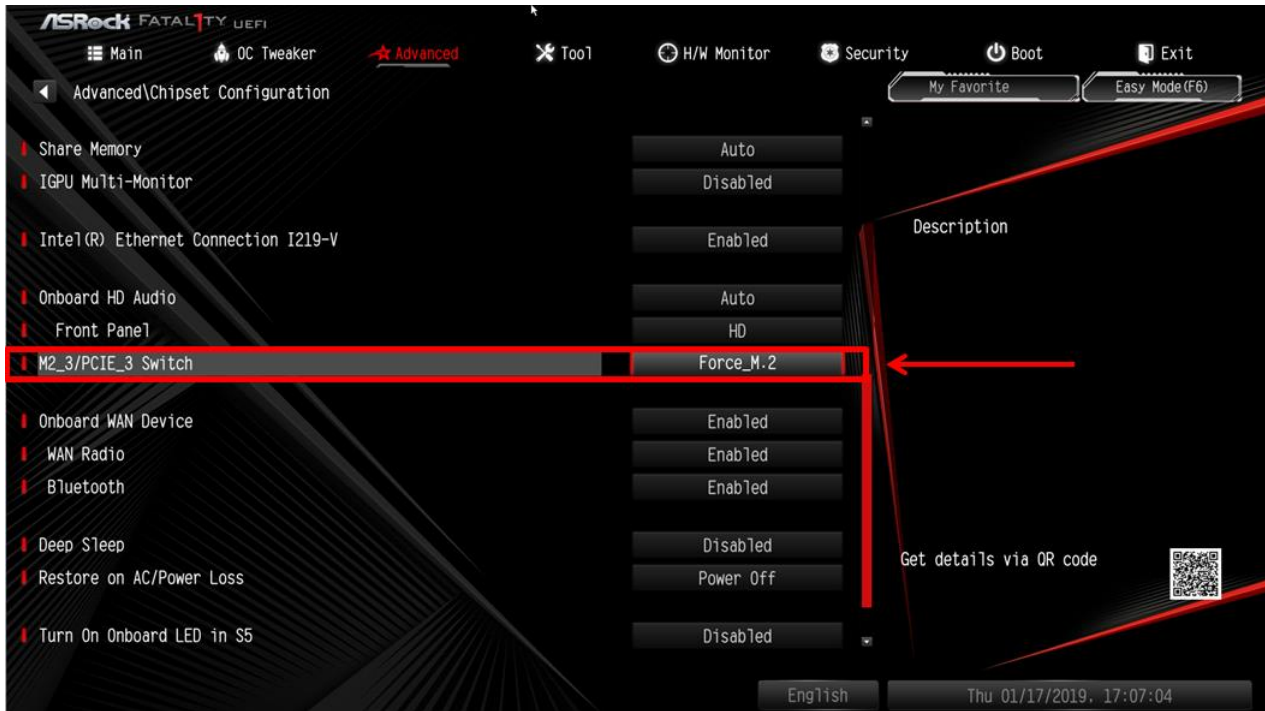 ASRock FATAL1TY UEFI
Main OC Tweaker Advanced Tool H/W Monitor Security Boot Exit
Advanced\Chipset Configuration
My Favorite Easy Mode(F6)
Share Memory Auto
IGPU Multi-Monitor Disabled
Description
Intel(R) Ethernet Connection I219-V Enabled
Onboard HD Audio Auto
Front Panel HD
M2_3/PCIE_3 Switch Force_M.2
Onboard WAN Device Enabled
WAN Radio Enabled
Bluetooth Enabled
Deep Sleep Disabled
Get details via QR code
Restore on AC/Power Loss Power Off
Turn On Onboard LED in S5 Disabled
English Thu 01/17/2019. 17:07:04